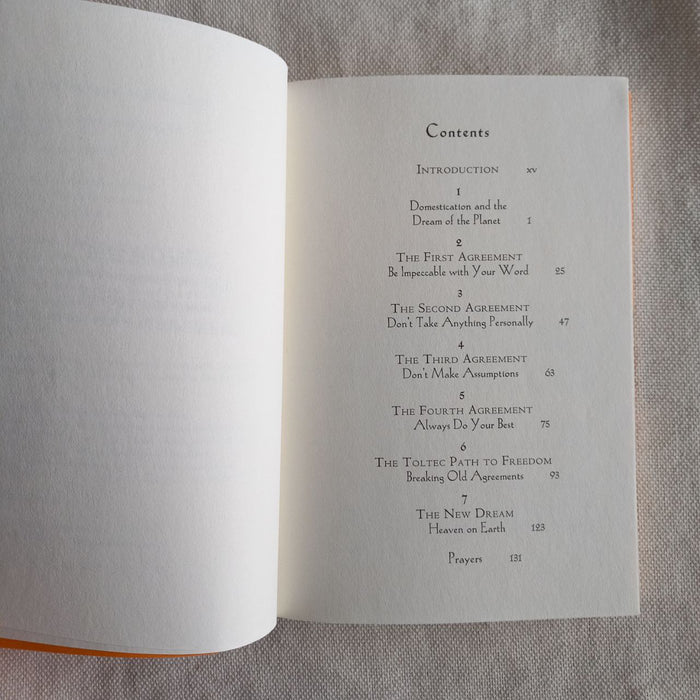 Contents
INTRODUCTION xv
1
Domestication and the
Dream of the Planet 1
2
THE FIRST AGREEMENT
Be Impeccable with Your Word 25
3
THE SECOND AGREEMENT
Don't Take Anything Personally 47
4
THE THIRD AGREEMENT
Don't Make Assumptions 63
5
THE FOURTH AGREEMENT
Always Do Your Best 75
6
THE TOLTEC PATH TO FREEDOM
Breaking Old Agreements 93
7
THE NEW DREAM
Heaven on Earth 123
Prayers 131